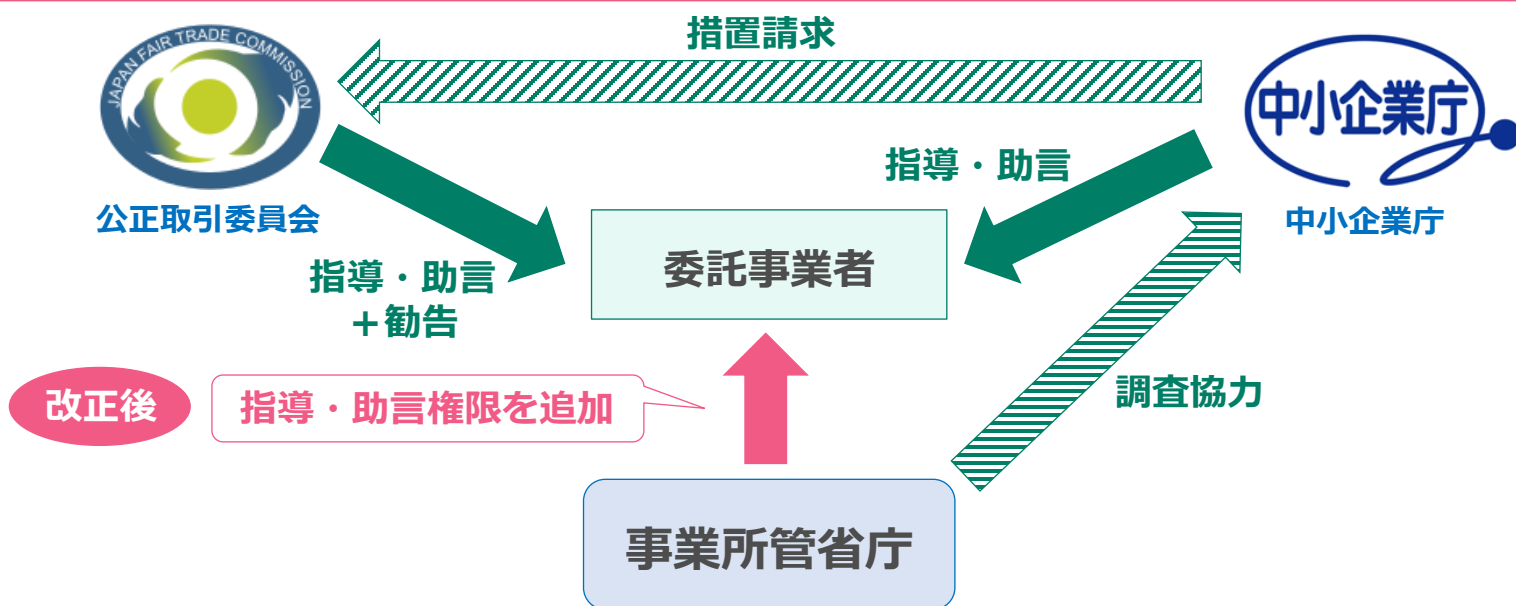 措置請求
JAPAN FAIR TRADE COMMISSION
中小企業庁
指導・助言
公正取引委員会
中小企業庁
委託事業者
指導・助言
＋勧告
改正後
指導・助言権限を追加
調査協力
事業所管省庁